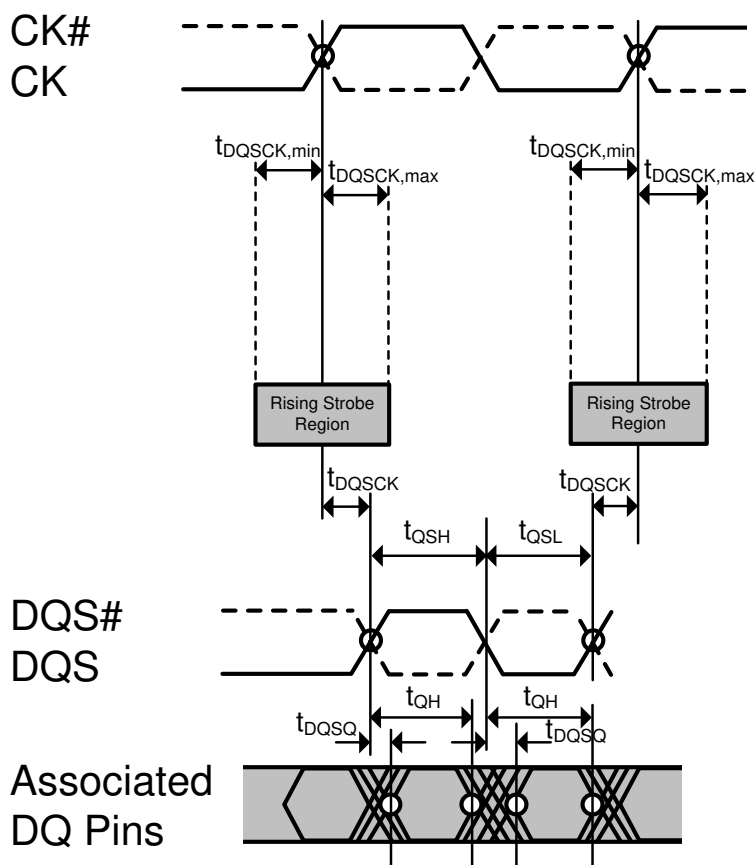 CK#
CK
tDQSCK,min
tDQSCK,max
tDQSCK,min
tDQSCK,max
Rising Strobe
Region
Rising Strobe
Region
tDQSCK
tDQSCK
tQSH
tQSL
DQS#
DQS
tQH
tQH
tDQSQ
tDQSQ
Associated
DQ Pins